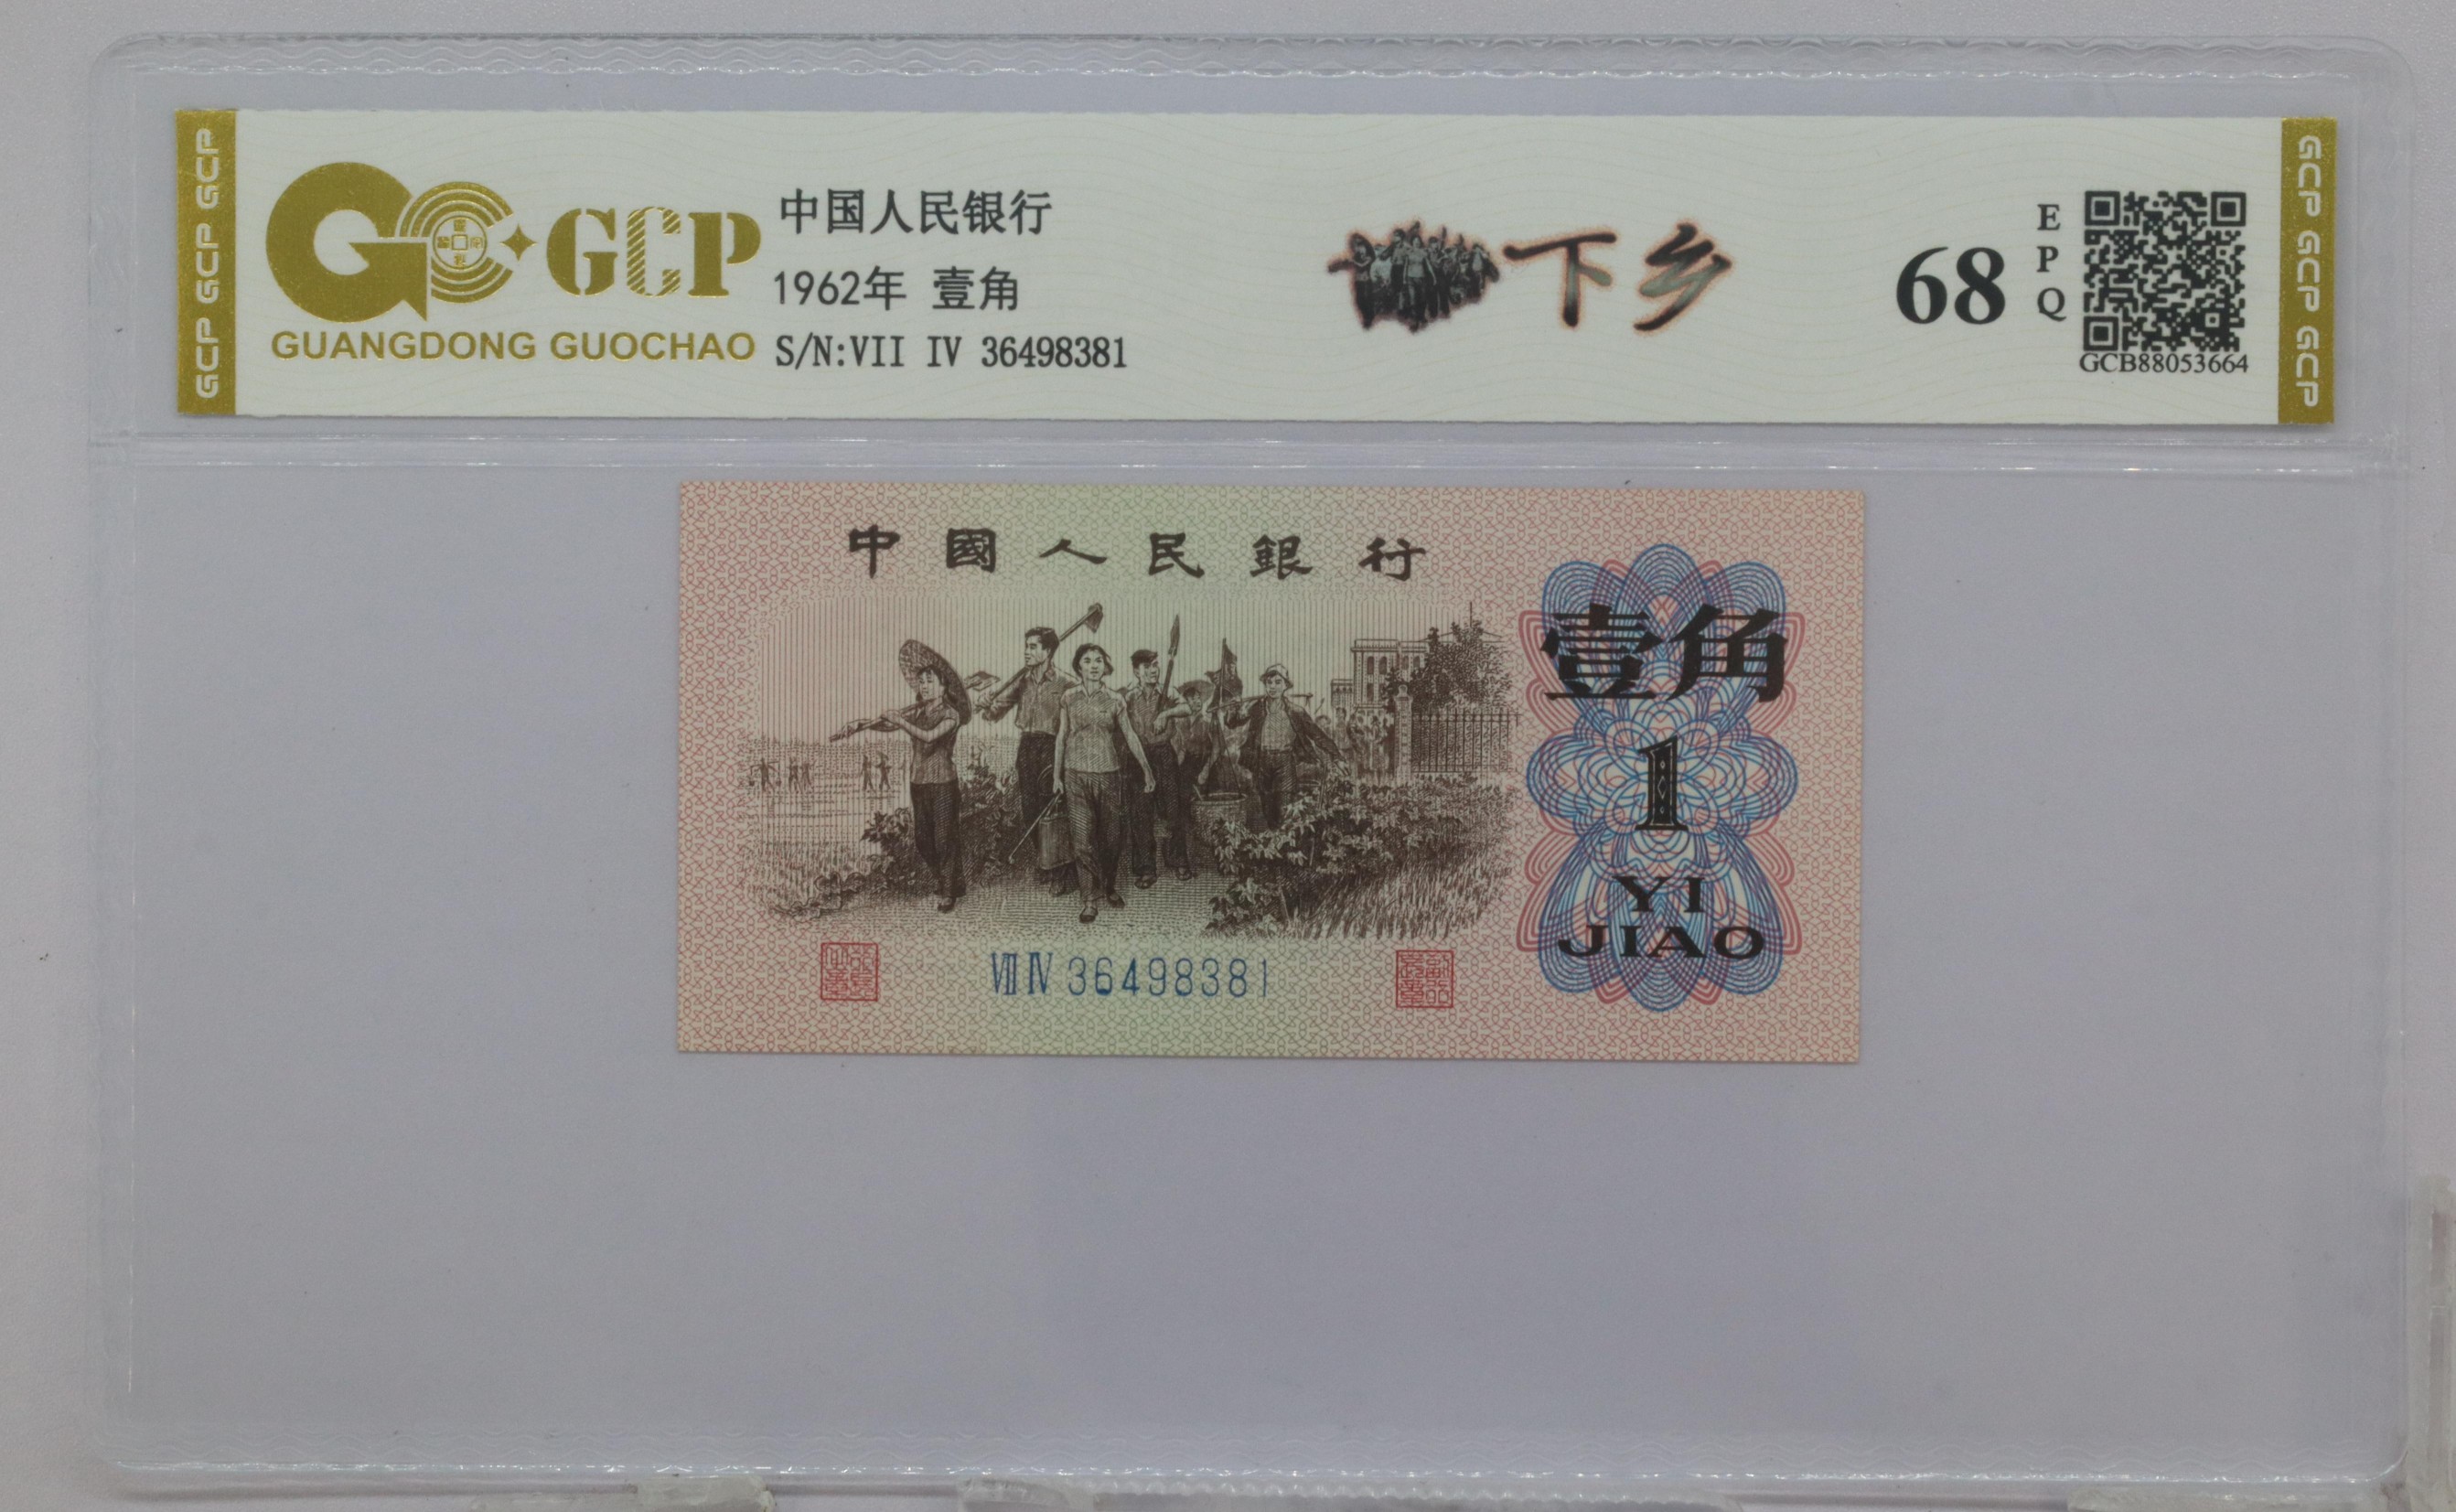 GCP GCP GCP
GCP
GUANGDONG GUOCHAO
中国人民银行
1962年 壹角
S/N:VII IV 36498381
下乡
68
E
P
Q
GCB88053664
GCP GCP GCP
中國人民銀行
壹角
1
YI
JIAO
VII IV 36498381